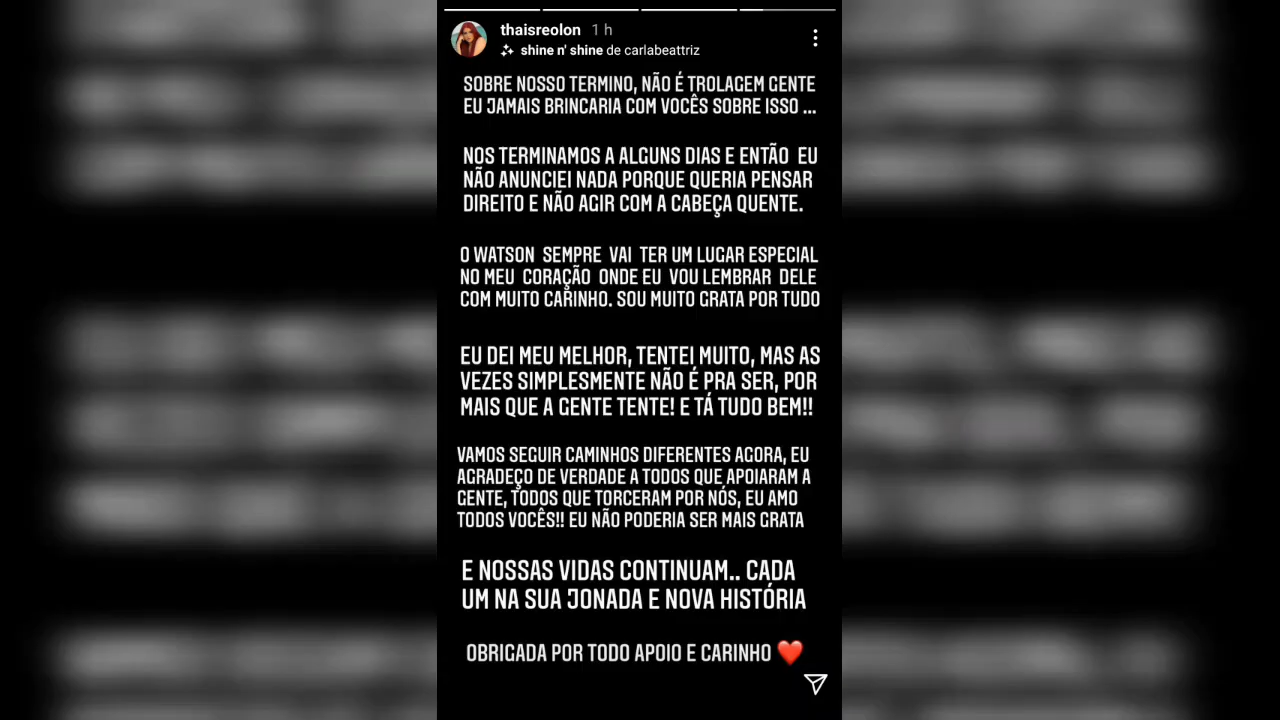 thaisreolon 1 h
shine n' shine de carlabeattriz
SOBRE NOSSO TERMINO, NÃO É TROLAGEM GENTE
EU JAMAIS BRINCARIA COM VOCÊS SOBRE ISSO ...
NOS TERMINAMOS A ALGUNS DIAS E ENTÃO EU
NÃO ANUNCIEI NADA PORQUE QUERIA PENSAR
DIREITO E NÃO AGIR COM A CABEÇA QUENTE.
O WATSON SEMPRE VAI TER UM LUGAR ESPECIAL
NO MEU CORAÇÃO ONDE EU VOU LEMBRAR DELE
COM MUITO CARINHO. SOU MUITO GRATA POR TUDO
EU DEI MEU MELHOR, TENTEI MUITO, MAS AS
VEZES SIMPLESMENTE NÃO É PRA SER, POR
MAIS QUE A GENTE TENTE! E TÁ TUDO BEM!!
VAMOS SEGUIR CAMINHOS DIFERENTES AGORA, EU
AGRADEÇO DE VERDADE A TODOS QUE APOIARAM A
GENTE, TODOS QUE TORCERAM POR NÓS, EU AMO
TODOS VOCÊS!! EU NÃO PODERIA SER MAIS GRATA
E NOSSAS VIDAS CONTINUAM.. CADA
UM NA SUA JONADA E NOVA HISTÓRIA
OBRIGADA POR TODO APOIO E CARINHO ❤️